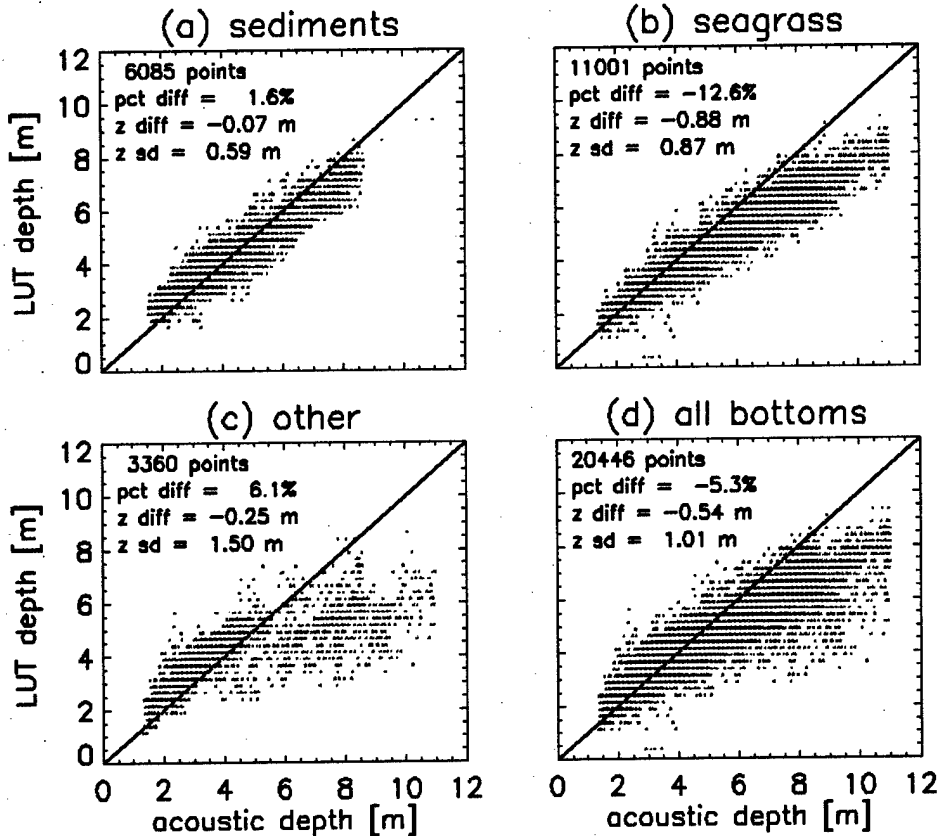 (a) sediments
6085 points
pct diff = 1.6%
z diff = -0.07 m
z sd = 0.59 m
LUT depth [m]
12
10
8
6
4
2
0
(b) seagrass
11001 points
pct diff = -12.6%
z diff = -0.88 m
z sd = 0.87 m
(c) other
3360 points
pct diff = 6.1%
z diff = -0.25 m
z sd = 1.50 m
LUT depth [m]
12
10
8
6
4
2
0
0 2 4 6 8 10 12
acoustic depth [m]
(d) all bottoms
20446 points
pct diff = -5.3%
z diff = -0.54 m
z sd = 1.01 m
0 2 4 6 8 10 12
acoustic depth [m]